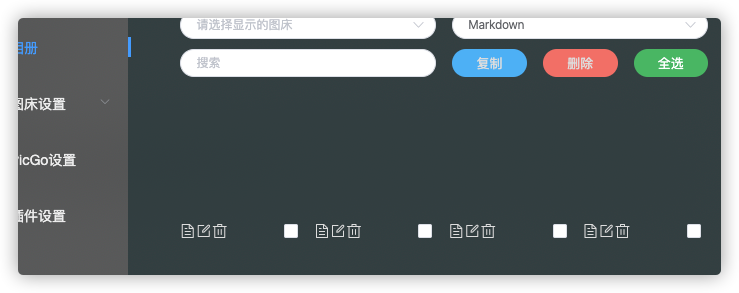 请选择显示的图床
Markdown
相册
搜索
复制
删除
全选
图床设置
PicGo设置
插件设置